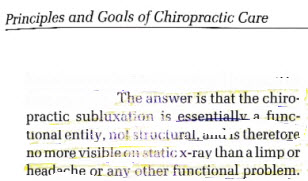 Principles and Goals of Chiropractic Care
The answer is that the chiro-
practic subluxation is essentially a func-
tional entity, not structural, and is therefore
no more visible on static x-ray than a limp or
headache or any other functional problem.